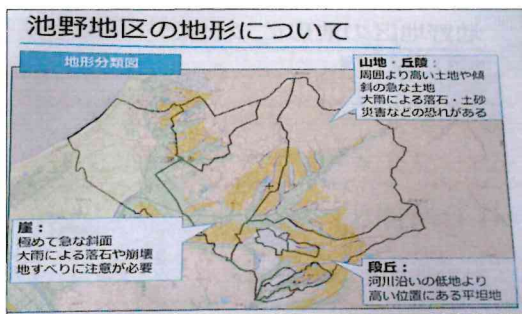 池野地区の地形について
地形分類図
山地・丘陵:
周囲より高い土地や傾
斜の急な土地
大雨による落石・土砂
災害などの恐れがある
崖:
極めて急な斜面
大雨による落石や崩壊
地すべりに注意が必要
段丘:
河川沿いの低地より
高い位置にある平坦地